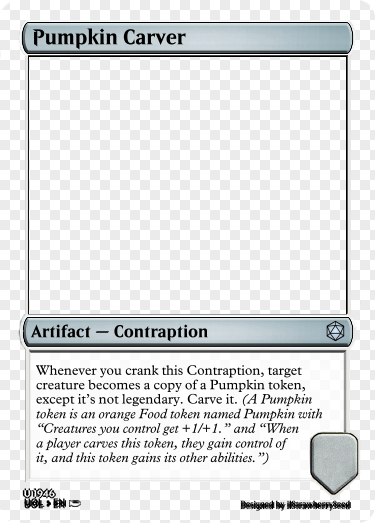 Pumpkin Carver
Artifact — Contraption
Whenever you crank this Contraption, target
creature becomes a copy of a Pumpkin token,
except it's not legendary. Carve it. (A Pumpkin
token is an orange Food token named Pumpkin with
“Creatures you control get +1/+1.” and “When
a player carves this token, they gain control of
it, and this token gains its other abilities.”)
Designed by